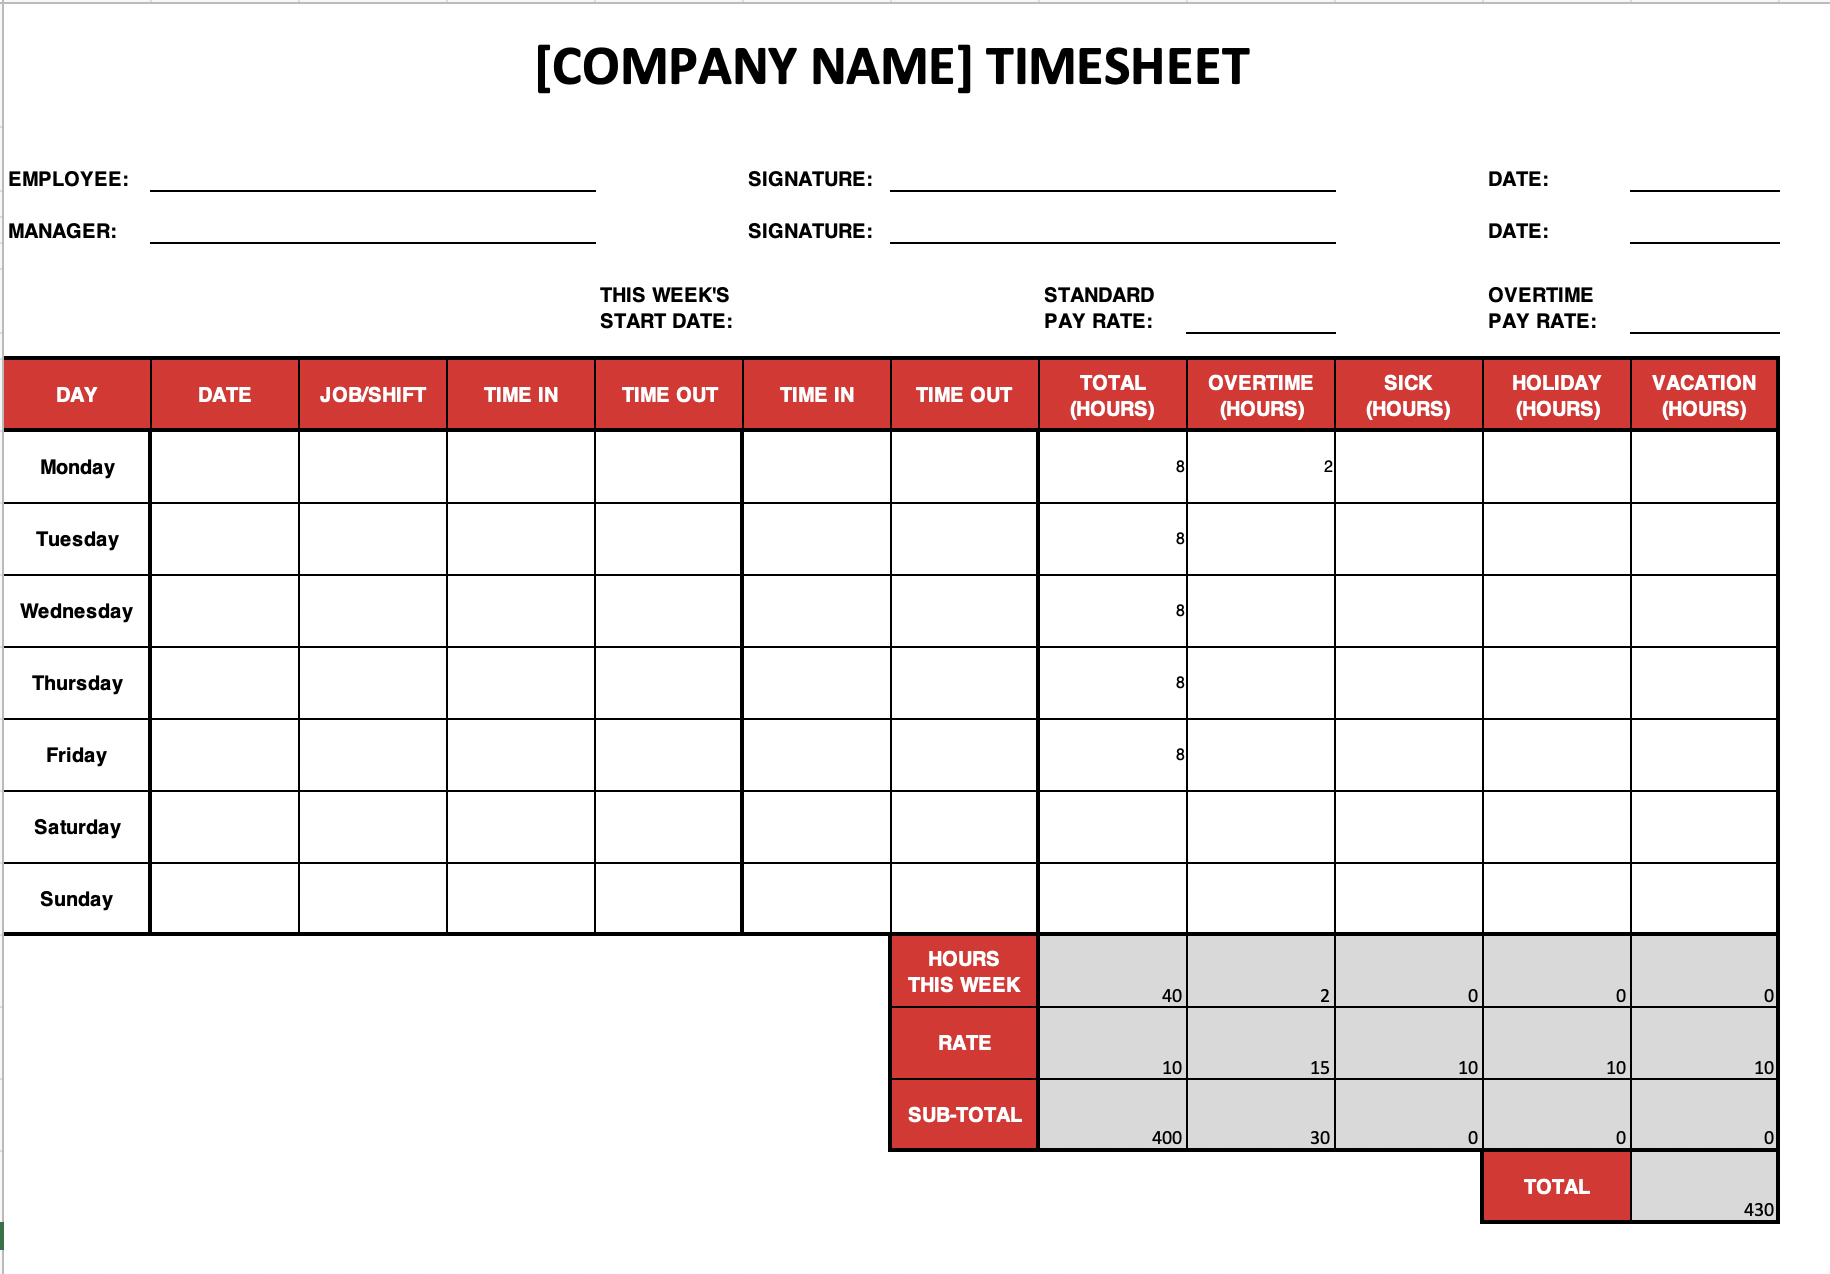 [COMPANY NAME] TIMESHEET
EMPLOYEE: SIGNATURE: DATE:
MANAGER: SIGNATURE: DATE:
THIS WEEK'S START DATE: STANDARD PAY RATE: OVERTIME PAY RATE:
DAY DATE JOB/SHIFT TIME IN TIME OUT TIME IN TIME OUT TOTAL (HOURS) OVERTIME (HOURS) SICK (HOURS) HOLIDAY (HOURS) VACATION (HOURS)
Monday 8 2
Tuesday 8
Wednesday 8
Thursday 8
Friday 8
Saturday
Sunday
HOURS THIS WEEK 40 2 0 0 0
RATE 10 15 10 10 10
SUB-TOTAL 400 30 0 0 0
TOTAL 430